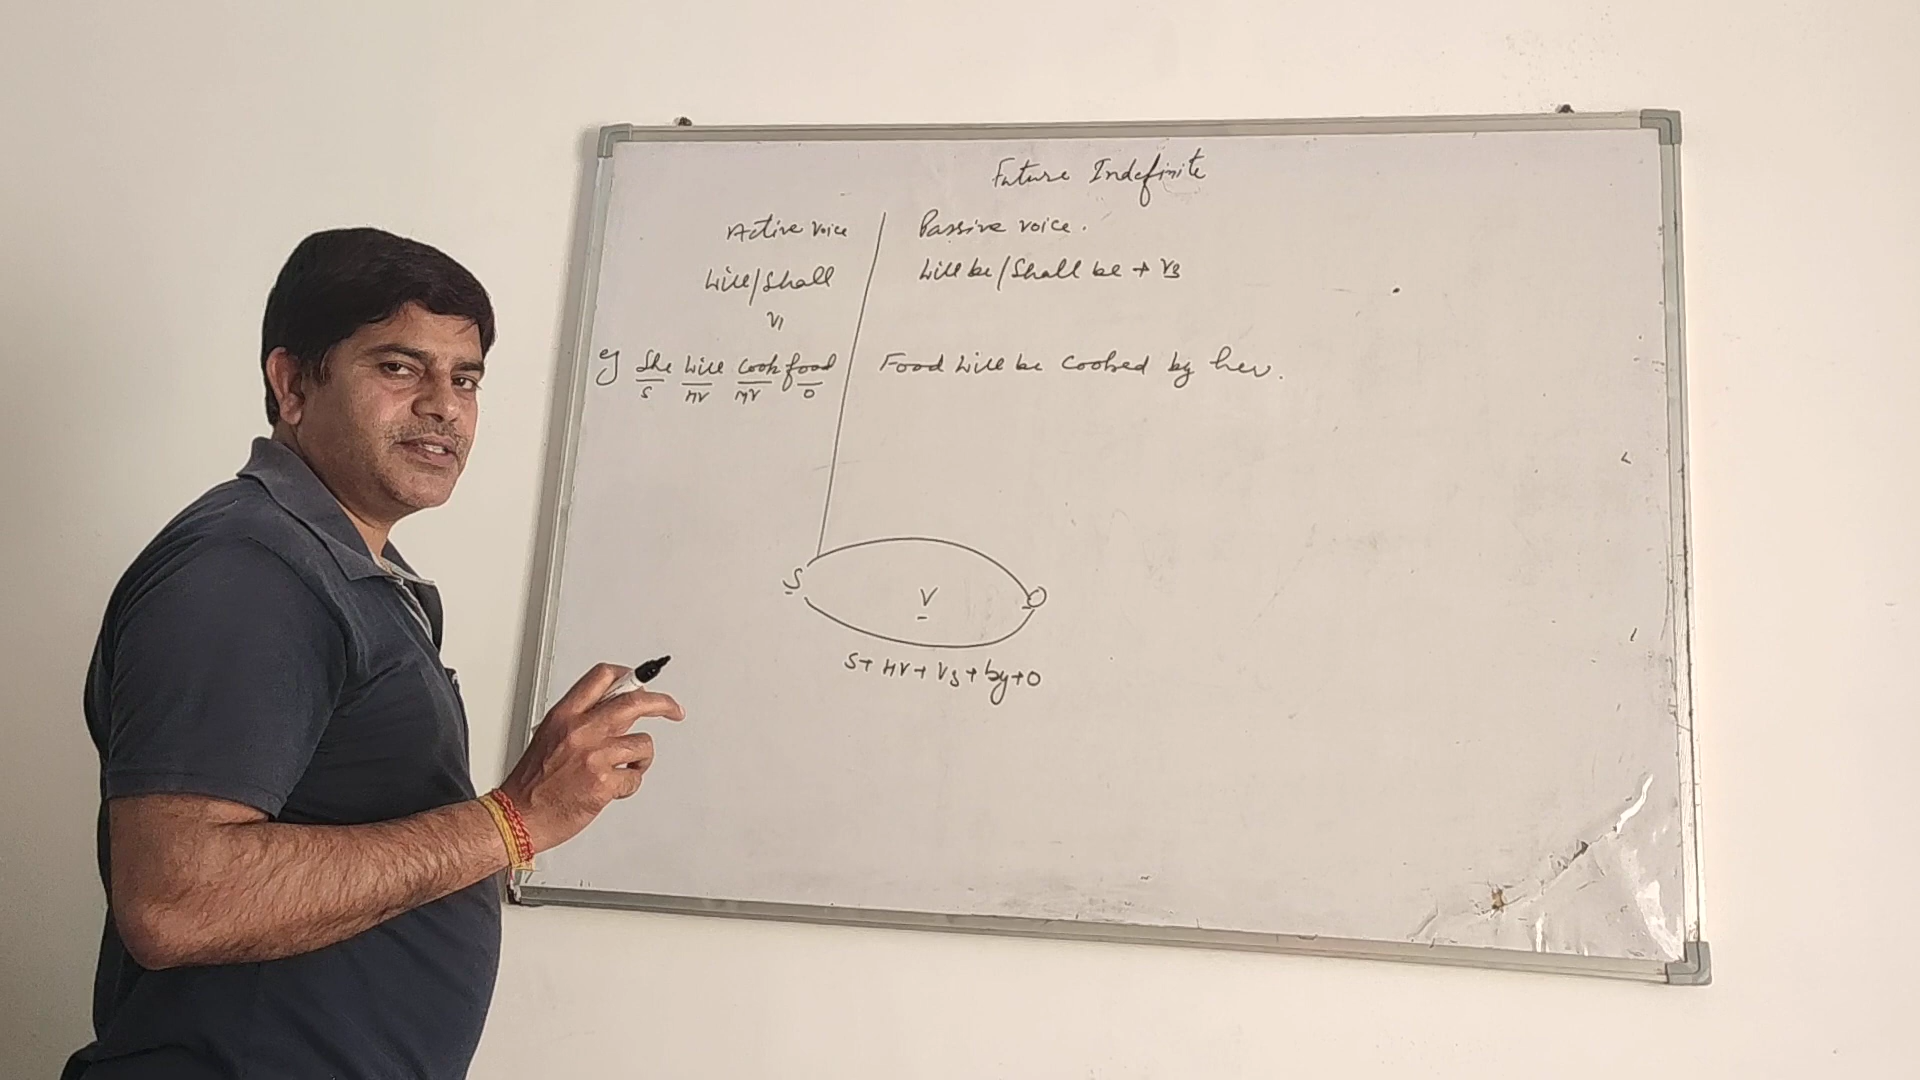 Future Indefinite
Active voice
Passive voice.
Will/Shall
Will be/Shall be + V3
V1
eg She will cook food
S HV MV O
Food will be cooked by her.
S V O
S+ HV+ V3 + by + O